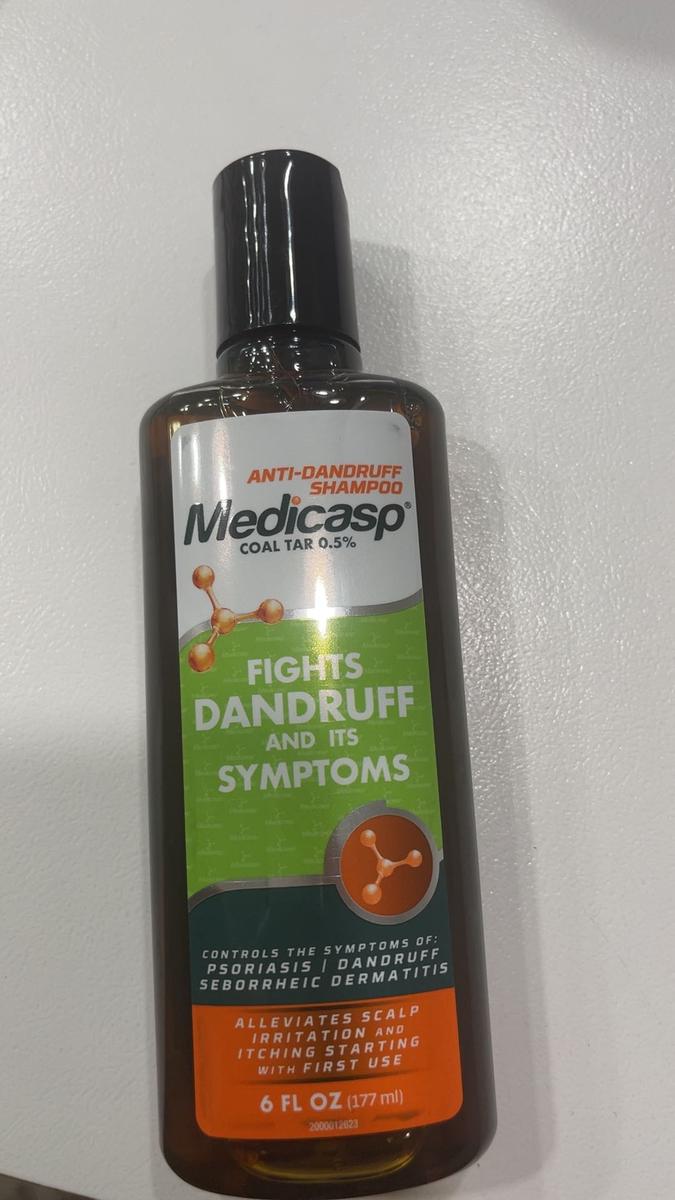 ANTI-DANDRUFF
SHAMPOO
Medicasp®
COAL TAR 0.5%
FIGHTS
DANDRUFF
AND ITS
SYMPTOMS
CONTROLS THE SYMPTOMS OF:
PSORIASIS | DANDRUFF
SEBORRHEIC DERMATITIS
ALLEVIATES SCALP
IRRITATION AND
ITCHING STARTING
WITH FIRST USE
6 FL OZ (177 ml)
2000012623